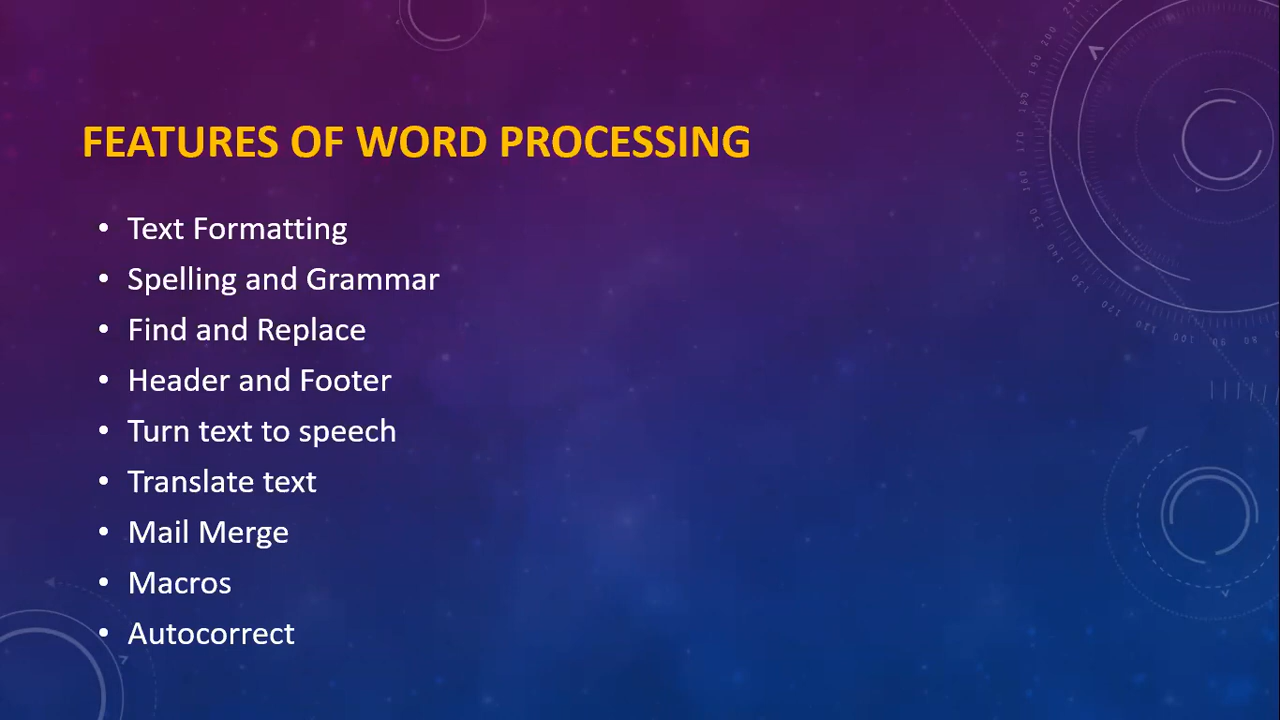 FEATURES OF WORD PROCESSING
• Text Formatting
• Spelling and Grammar
• Find and Replace
• Header and Footer
• Turn text to speech
• Translate text
• Mail Merge
• Macros
• Autocorrect